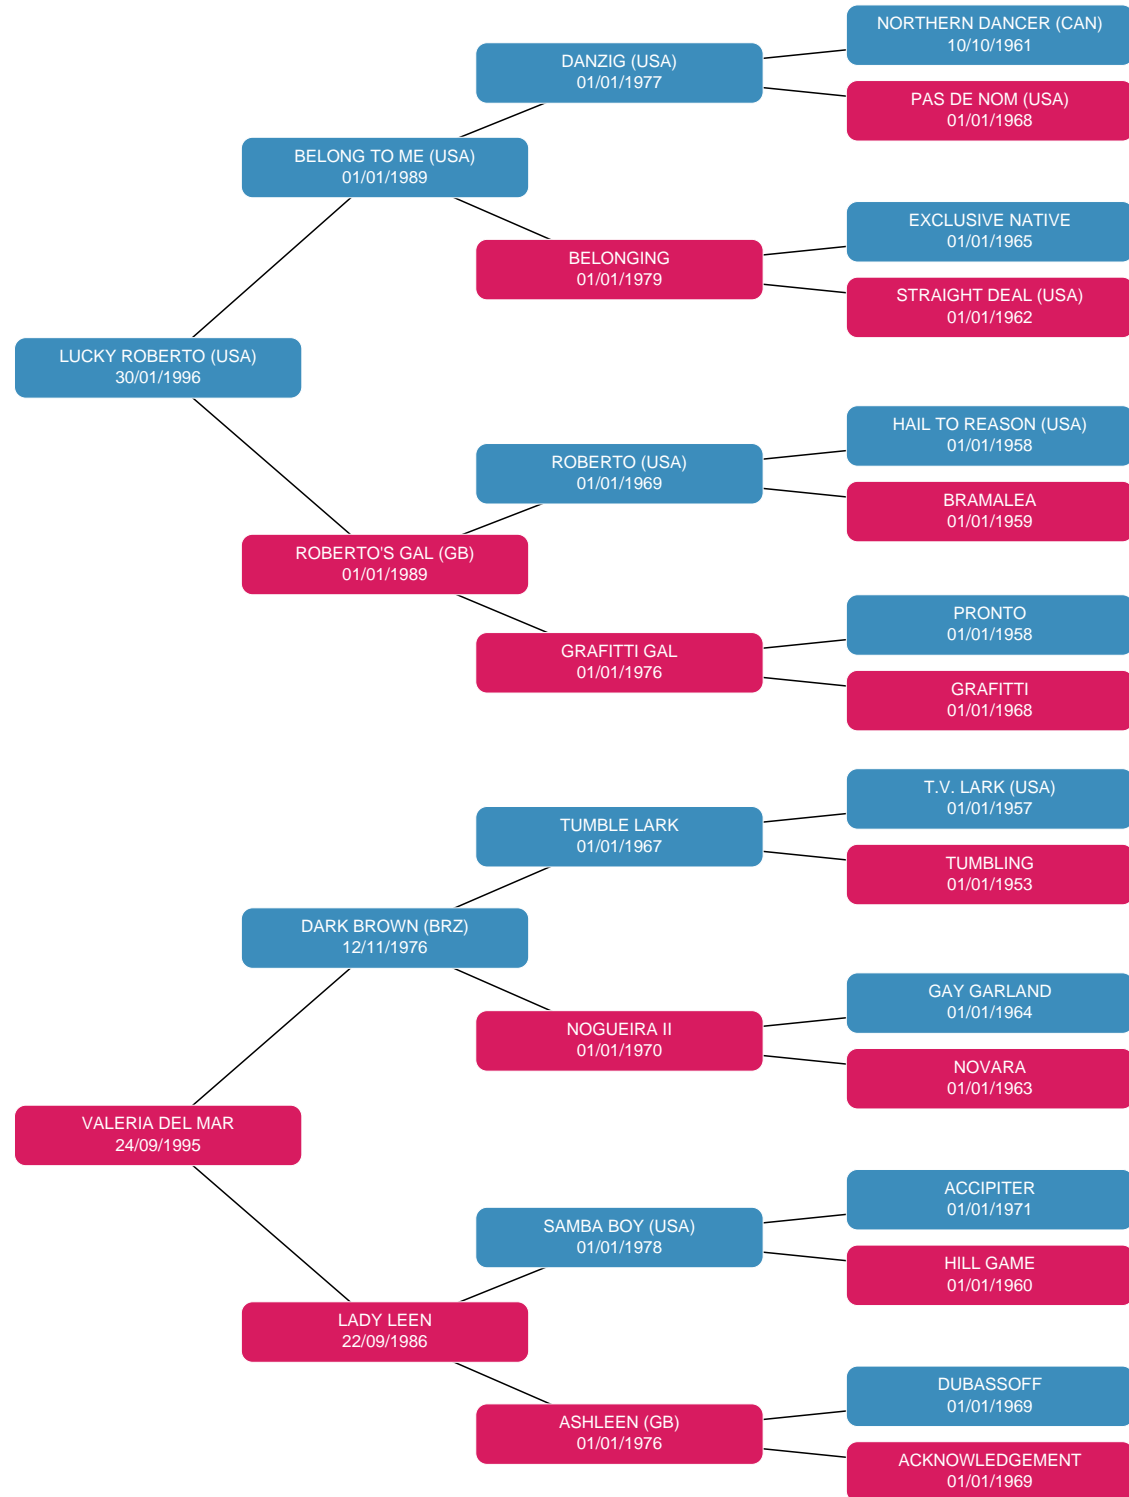 NORTHERN DANCER (CAN)
10/10/1961
DANZIG (USA)
01/01/1977
PAS DE NOM (USA)
01/01/1968
BELONG TO ME (USA)
01/01/1989
EXCLUSIVE NATIVE
01/01/1965
BELONGING
01/01/1979
STRAIGHT DEAL (USA)
01/01/1962
LUCKY ROBERTO (USA)
30/01/1996
HAIL TO REASON (USA)
01/01/1958
ROBERTO (USA)
01/01/1969
BRAMALEA
01/01/1959
ROBERTO'S GAL (GB)
01/01/1989
PRONTO
01/01/1958
GRAFITTI GAL
01/01/1976
GRAFITTI
01/01/1968
T.V. LARK (USA)
01/01/1957
TUMBLE LARK
01/01/1967
TUMBLING
01/01/1953
DARK BROWN (BRZ)
12/11/1976
GAY GARLAND
01/01/1964
NOGUEIRA II
01/01/1970
NOVARA
01/01/1963
VALERIA DEL MAR
24/09/1995
ACCIPITER
01/01/1971
SAMBA BOY (USA)
01/01/1978
HILL GAME
01/01/1960
LADY LEEN
22/09/1986
DUBASSOFF
01/01/1969
ASHLEEN (GB)
01/01/1976
ACKNOWLEDGEMENT
01/01/1969